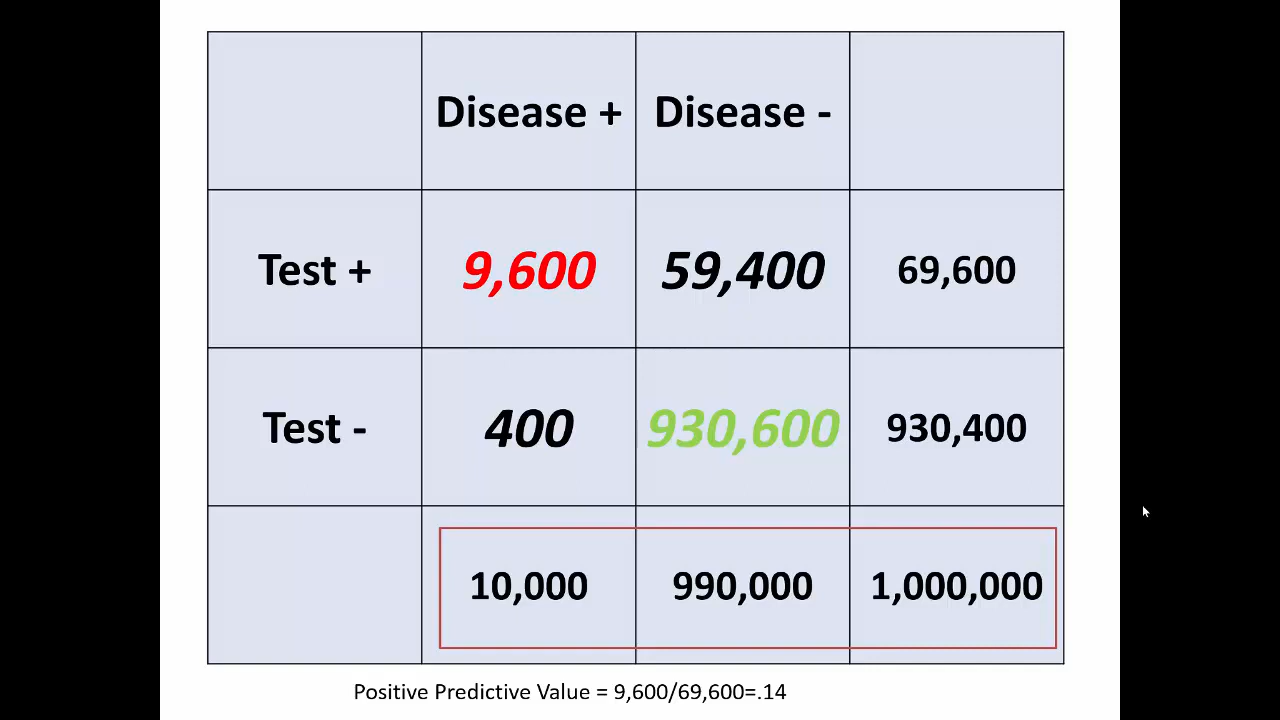 Disease + Disease -
Test + 9,600 59,400 69,600
Test - 400 930,600 930,400
10,000 990,000 1,000,000
Positive Predictive Value = 9,600/69,600=.14